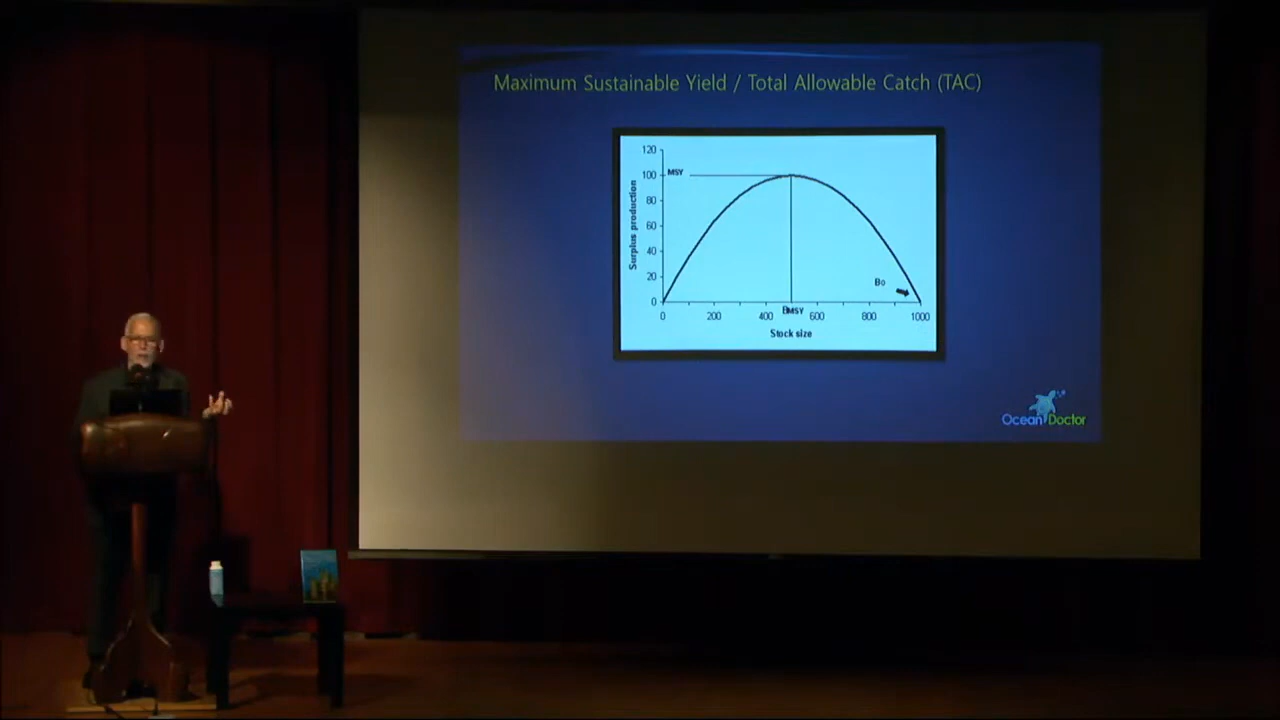 Maximum Sustainable Yield / Total Allowable Catch (TAC)
120
100
80
60
40
20
0
MSY
Surplus production
Bo
0
200
400
BMSY
600
800
1000
Stock size
Ocean Doctor